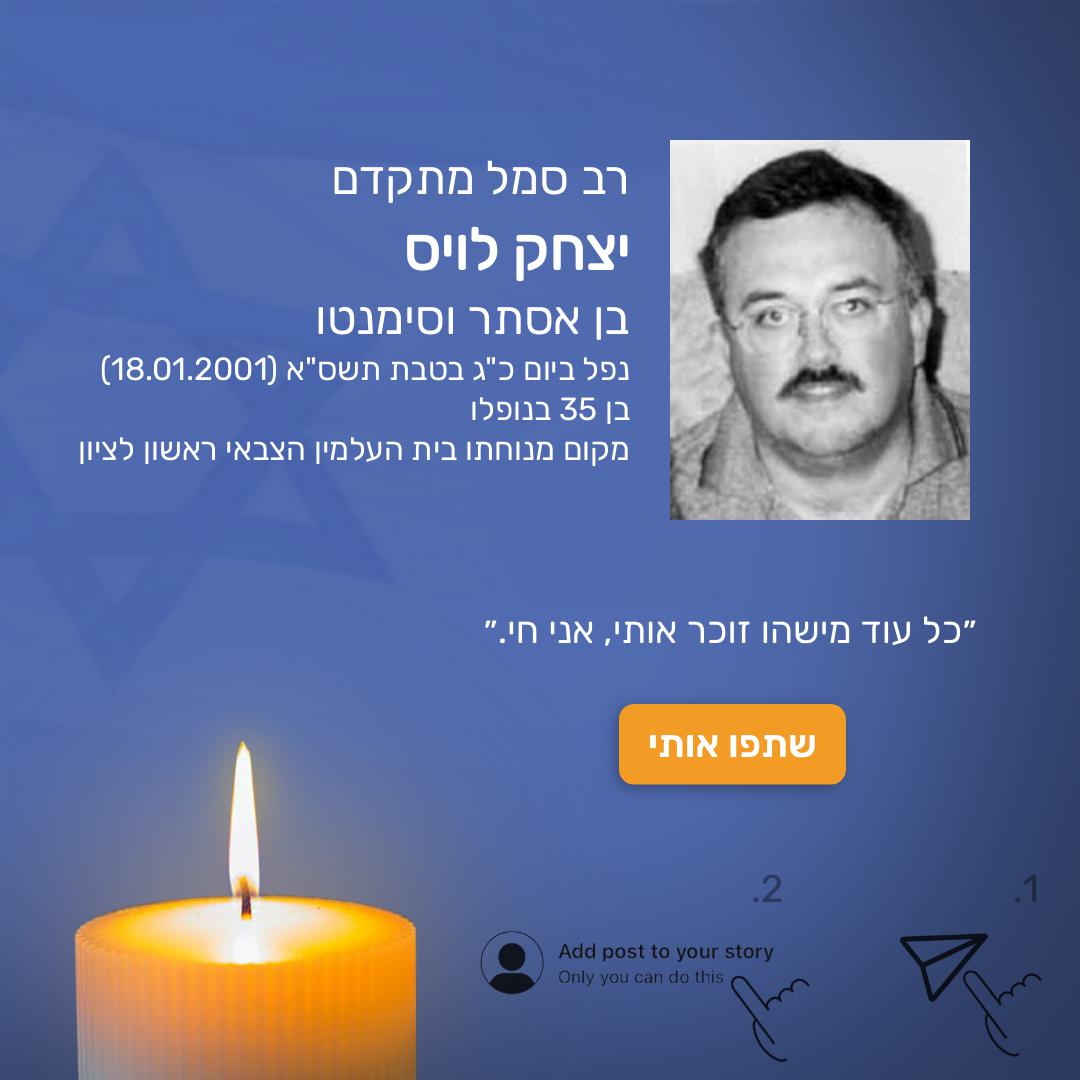 רב סמל מתקדם
יצחק לויס
בן אסתר וסימנטו
נפל ביום כ"ג בטבת תשס"א (18.01.2001)
בן 35 בנופלו
מקום מנוחתו בית העלמין הצבאי ראשון לציון
״כל עוד מישהו זוכר אותי, אני חי.״
שתפו אותי
.1
.2
Add post to your story
Only you can do this